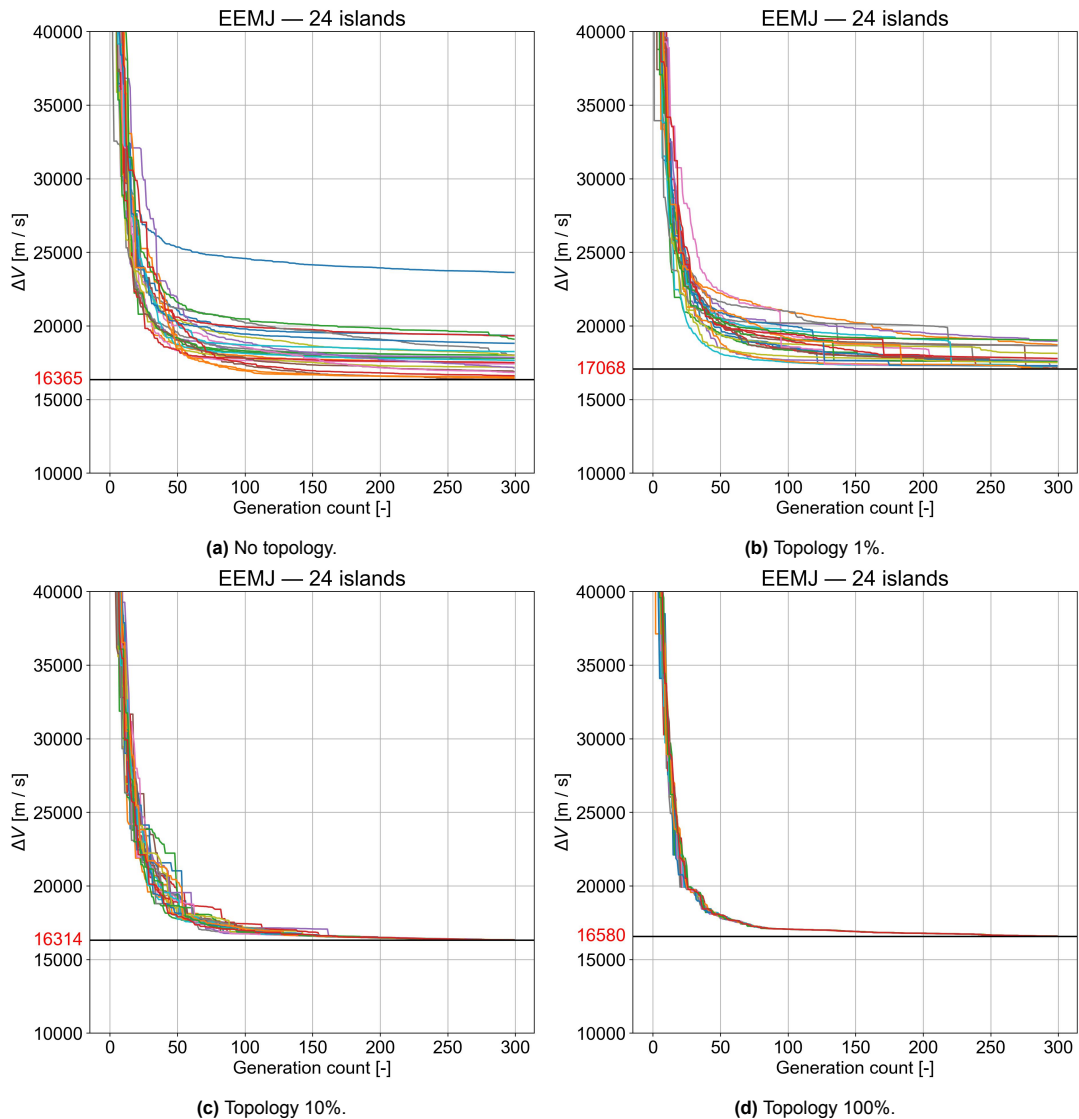 EEMJ — 24 islands
40000
35000
30000
25000
20000
16365
15000
10000
ΔV [m / s]
0 50 100 150 200 250 300
Generation count [-]
(a) No topology.
EEMJ — 24 islands
40000
35000
30000
25000
20000
17068
15000
10000
ΔV [m / s]
0 50 100 150 200 250 300
Generation count [-]
(b) Topology 1%.
EEMJ — 24 islands
40000
35000
30000
25000
20000
16314
15000
10000
ΔV [m / s]
0 50 100 150 200 250 300
Generation count [-]
(c) Topology 10%.
EEMJ — 24 islands
40000
35000
30000
25000
20000
16580
15000
10000
ΔV [m / s]
0 50 100 150 200 250 300
Generation count [-]
(d) Topology 100%.